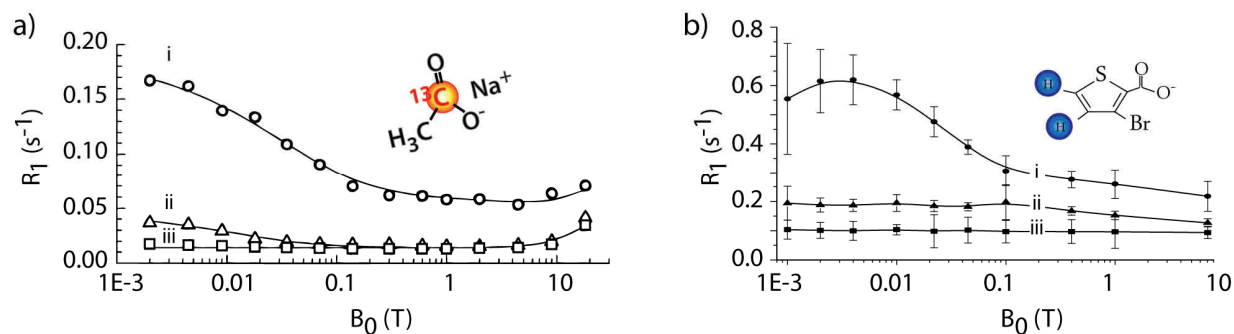 a)
R1 (s-1)
0.20
0.15
0.10
0.05
0.00
i
ii
iii
O
13C
Na+
O-
H3C
1E-3
0.01
0.1
1
10
B0 (T)
b)
R1 (s-1)
0.8
0.6
0.4
0.2
0.0
i
ii
iii
H
H
S
O
O-
Br
1E-3
0.01
0.1
1
10
B0 (T)